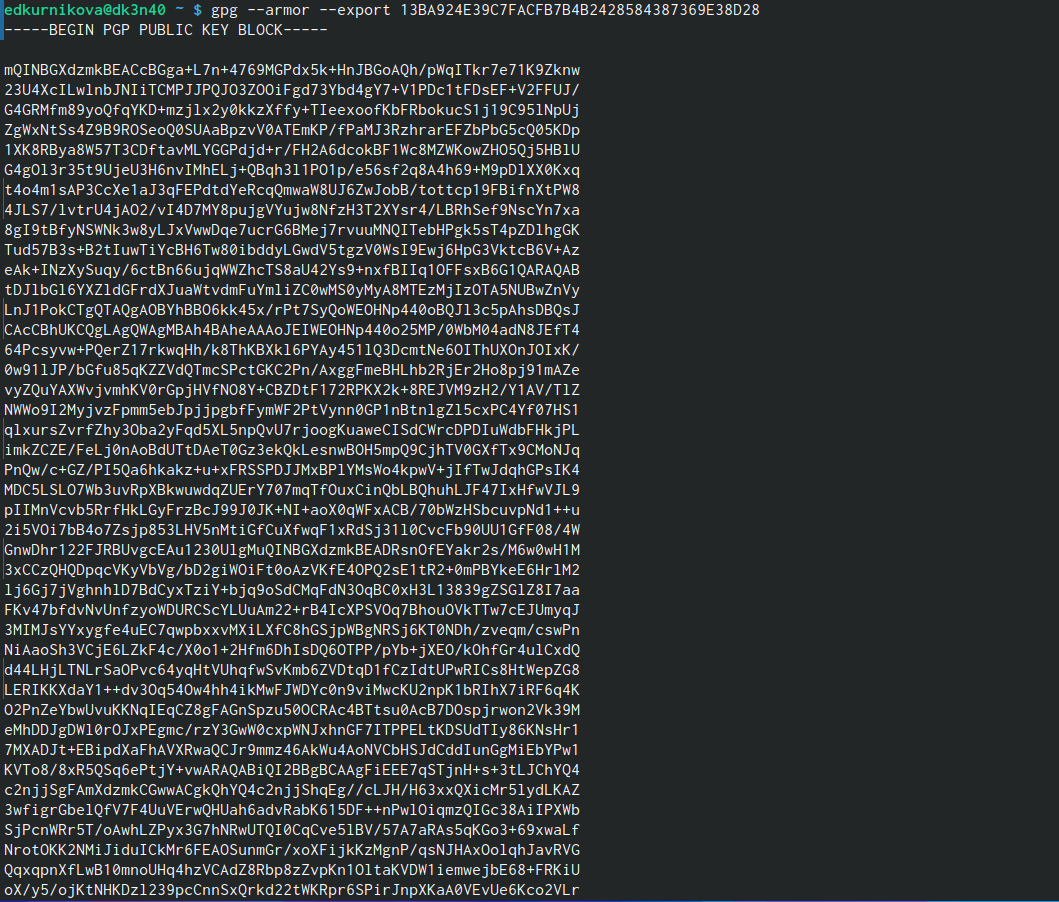 edkurnikova@dk3n40 ~ $ gpg --armor --export 13BA924E39C7FACFB7B4B2428584387369E38D28
-----BEGIN PGP PUBLIC KEY BLOCK-----

mQINBGXdzmkBEACcBGga+L7n+4769MGPdx5k+HnJBGoAQh/pWqITkr7e71K9Zknw
23U4XcILwlnbJNIiTCMPJJPQJO3ZOOiFgd73Ybd4gY7+V1PDc1tFDsEF+V2FFUJ/
G4GRMfm89yoQfqYKD+mzjlx2y0kkzXffy+TIeexoofKbFRbokucS1j19C95lNpUj
ZgWxNtSs4Z9B9ROSeoQ0SUAaBpzvV0ATEmKP/fPaMJ3RzhrarEFZbPbG5cQ05KDp
1XK8RBya8W57T3CDftavMLYGGPdjd+r/FH2A6dcokBF1Wc8MZWKowZHO5Qj5HBlU
G4gOl3r35t9UjeU3H6nvIMhELj+QBqh3l1PO1p/e56sf2q8A4h69+M9pDlXX0Kxq
t4o4m1sAP3CcXe1aJ3qFEPdtdYeRcqQmwaW8UJ6ZwJobB/tottcp19FBifnXtPW8
4JLS7/lvtrU4jAO2/vI4D7MY8pujgVYujw8NfzH3T2XYsr4/LBRhSef9NscYn7xa
8gI9tBfyNSWNk3w8yLJxVwwDqe7ucrG6BMej7rvuuMNQITebHPgk5sT4pZDlhgGK
Tud57B3s+B2tIuwTiYcBH6Tw80ibddyLGwdV5tgzV0WsI9Ewj6HpG3VktcB6V+Az
eAk+INzXySuqy/6ctBn66ujqWWZhcTS8aU42Ys9+nxfBIIq1OFFsxB6G1QARAQAB
tDJlbGl6YXZldGFrdXJuaWtvdmFuYmliZC0wMS0yMyA8MTEzMjIzOTA5NUBwZnVy
LnJ1PokCTgQTAQgAOBYhBBO6kk45x/rPt7SyQoWEOHNp440oBQJl3c5pAhsDBQsJ
CAcCBhUKCQgLAgQWAgMBAh4BAheAAAoJEIWEOHNp440o25MP/0WbM04adN8JEfT4
64Pcsyvw+PQerZ17rkwqHh/k8ThKBXkl6PYAy451lQ3DcmtNe6OIThUXOnJOIxK/
0w91lJP/bGfu85qKZZVdQTmcSPctGKC2Pn/AxggFmeBHLhb2RjEr2Ho8pj91mAZe
vyZQuYAXWvjvmhKV0rGpjHVfNO8Y+CBZDtF172RPKX2k+8REJVM9zH2/Y1AV/TlZ
NWWo9I2MyjvzFpmm5ebJpjjpgbfFymWF2PtVynn0GP1nBtnlgZl5cxPC4Yf07HS1
qlxursZvrfZhy3Oba2yFqd5XL5npQvU7rjoogKuaweCISdCWrcDPDIuWdbFHkjPL
imkZCZE/FeLj0nAoBdUTtDAeT0Gz3ekQkLesnwBOH5mpQ9CjhTV0GXfTx9CMoNJq
PnQw/c+GZ/PI5Qa6hkakz+u+xFRSSPDJJMxBPlYMsWo4kpwV+jIfTwJdqhGPsIK4
MDC5LSLO7Wb3uvRpXBkwuwdqZUErY707mqTfOuxCinQbLBQhuhLJF47IxHfwVJL9
pIIMnVcvb5RrfHkLGyFrzBcJ99J0JK+NI+aoX0qWFxACB/70bWzHSbcuvpNd1++u
2i5VOi7bB4o7Zsjp853LHV5nMtiGfCuXfwqF1xRdSj31l0CvcFb90UU1GfF08/4W
GnwDhr122FJRBUvgcEAu1230UlgMuQINBGXdzmkBEADRsnOfEYakr2s/M6w0wH1M
3xCCzQHQDpqcVKyVbVg/bD2giWOiFt0oAzVKfE4OPQ2sE1tR2+0mPBYkeE6HrlM2
lj6Gj7jVghnhlD7BdCyxTziY+bjq9oSdCMqFdN3OqBC0xH3L13839gZSGlZ8I7aa
FKv47bfdvNvUnfzyoWDURCScYLUuAm22+rB4IcXPSVOq7BhouOVkTTw7cEJUmyqJ
3MIMJsYYxygfe4uEC7qwpbxxvMXiLXfC8hGSjpWBgNRSj6KT0NDh/zveqm/cswPn
NiAaoSh3VCjE6LZkF4c/X0o1+2Hfm6DhIsDQ6OTPP/pYb+jXEO/kOhfGr4ulCxdQ
d44LHjLTNLrSaOPvc64yqHtVUhqfwSvKmb6ZVDtqD1fCzIdtUPwRICs8HtWepZG8
LERIKKXdaY1++dv3Oq54Ow4hh4ikMwFJWDYc0n9viMwcKU2npK1bRIhX7iRF6q4K
O2PnZeYbwUvuKKNqIEqCZ8gFAGnSpzu50OCRAc4BTtsu0AcB7DOspjrwon2Vk39M
eMhDDJgDWl0rOJxPEgmc/rzY3GwW0cxpWNJxhnGF7ITPPELtKDSUdTIy86KNsHr1
7MXADJt+EBipdXaFhAVXRwaQCJr9mmz46AkWu4AoNVCbHSJdCddIunGgMiEbYPw1
KVTo8/8xR5QSq6ePtjY+vwARAQABiQI2BBgBCAAgFiEEE7qSTjnH+s+3tLJChYQ4
c2njjSgFAmXdzmkCGwwACgkQhYQ4c2njjShqEg//cLJH/H63xxQXicMr5lydLKAZ
3wfigrGbelQfV7F4UuVErwQHUah6advRabK615DF++nPwlOiqmzQIGc38AiIPXWb
SjPcnWRr5T/oAwhLZPyx3G7hNRwUTQI0CqCve5lBV/57A7aRAs5qKGo3+69xwaLf
NrotOKK2NMiJiduICkMr6FEAOSunmGr/xoXFijkKzMgnP/qsNJHAxOolqhJavRVG
QqxqpnXfLwB10mnoUHq4hzVCAdZ8Rbp8zZvpKn1OltaKVDW1iemwejbE68+FRKiU
oX/y5/ojKtNHKDzl239pcCnnSxQrkd22tWKRpr6SPirJnpXKaA0VEvUe6Kco2VLr